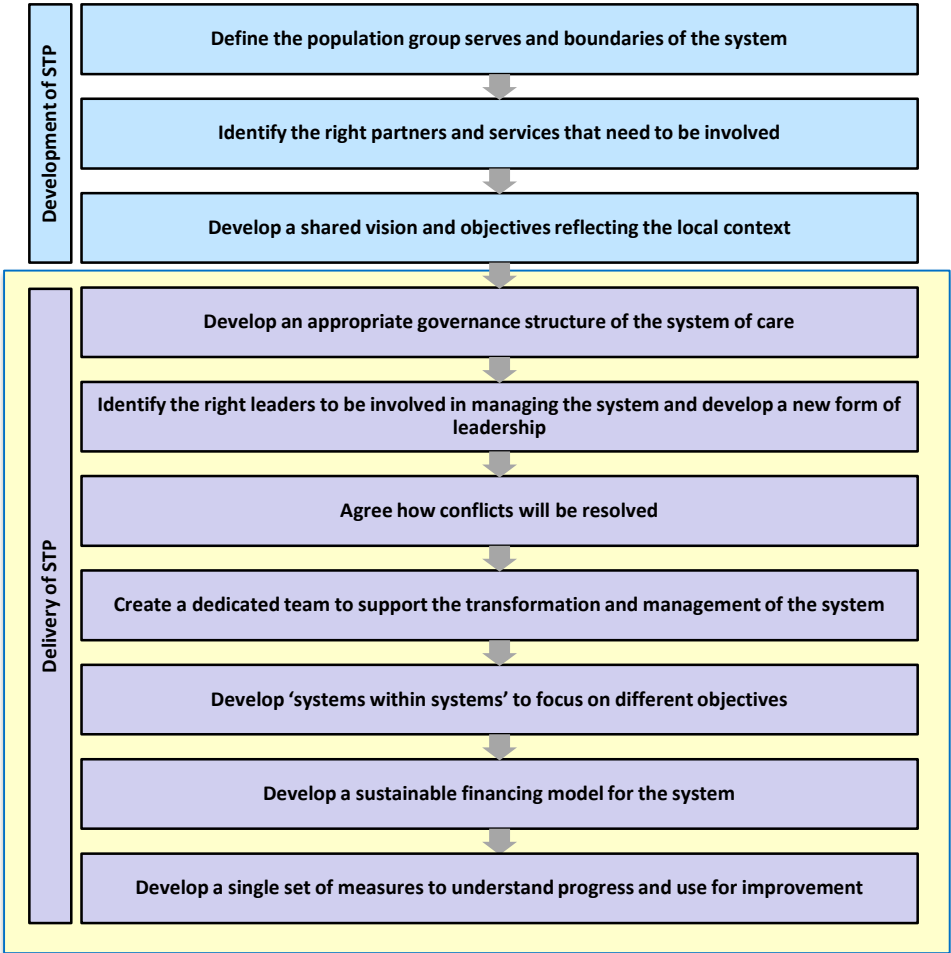 Development of STP
Define the population group serves and boundaries of the system
Identify the right partners and services that need to be involved
Develop a shared vision and objectives reflecting the local context
Delivery of STP
Develop an appropriate governance structure of the system of care
Identify the right leaders to be involved in managing the system and develop a new form of
leadership
Agree how conflicts will be resolved
Create a dedicated team to support the transformation and management of the system
Develop ‘systems within systems’ to focus on different objectives
Develop a sustainable financing model for the system
Develop a single set of measures to understand progress and use for improvement